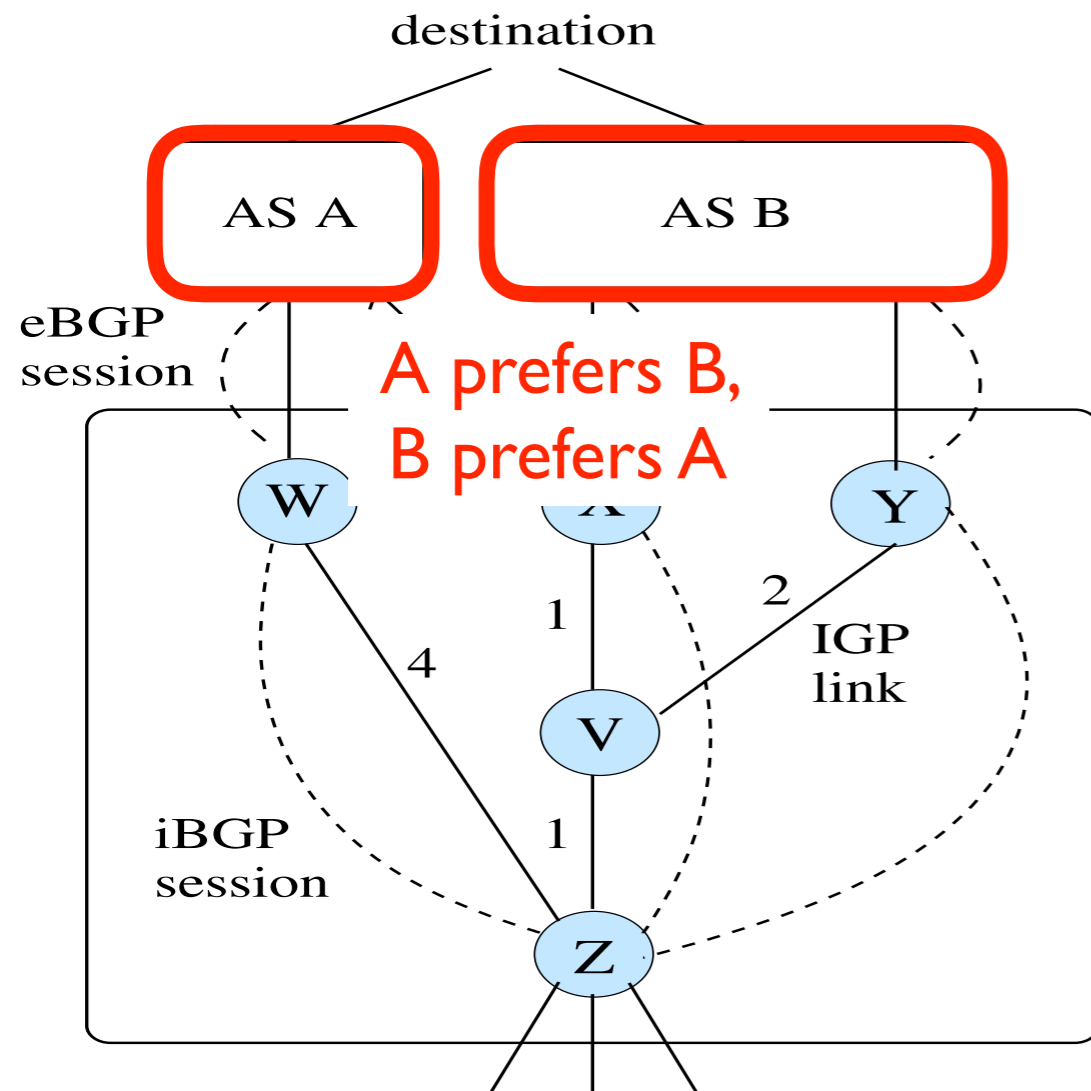 destination
AS A
AS B
eBGP
session
A prefers B,
B prefers A
W
X
Y
1
2
IGP
link
4
V
iBGP
1
session
Z